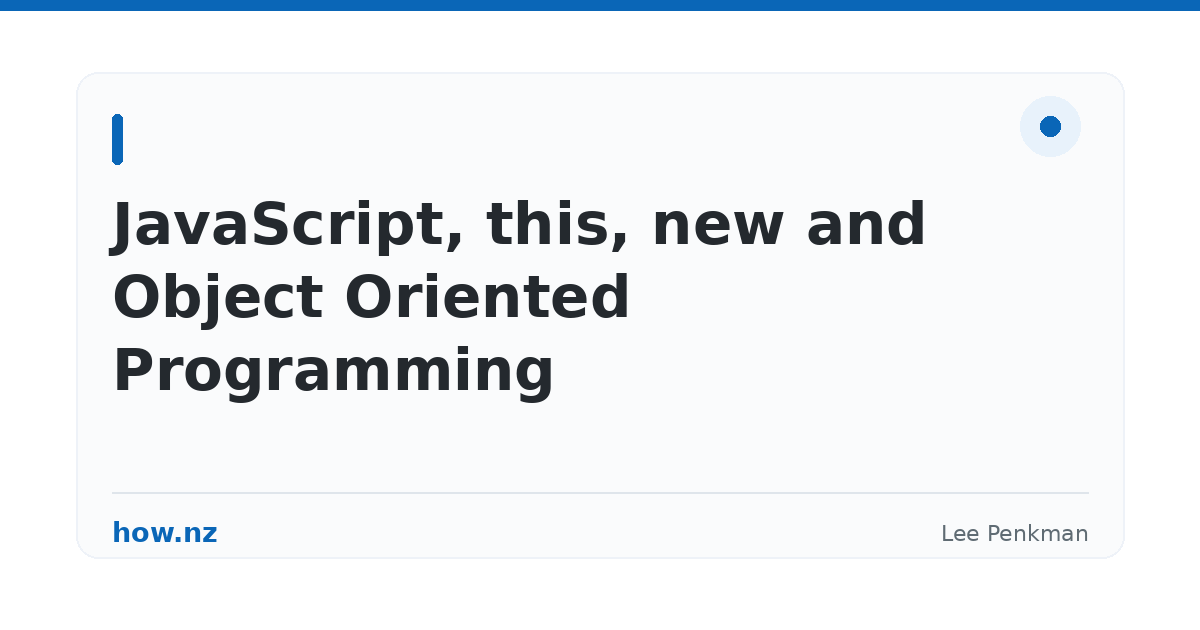 JavaScript, this, new and
Object Oriented
Programming
how.nz
Lee Penkman